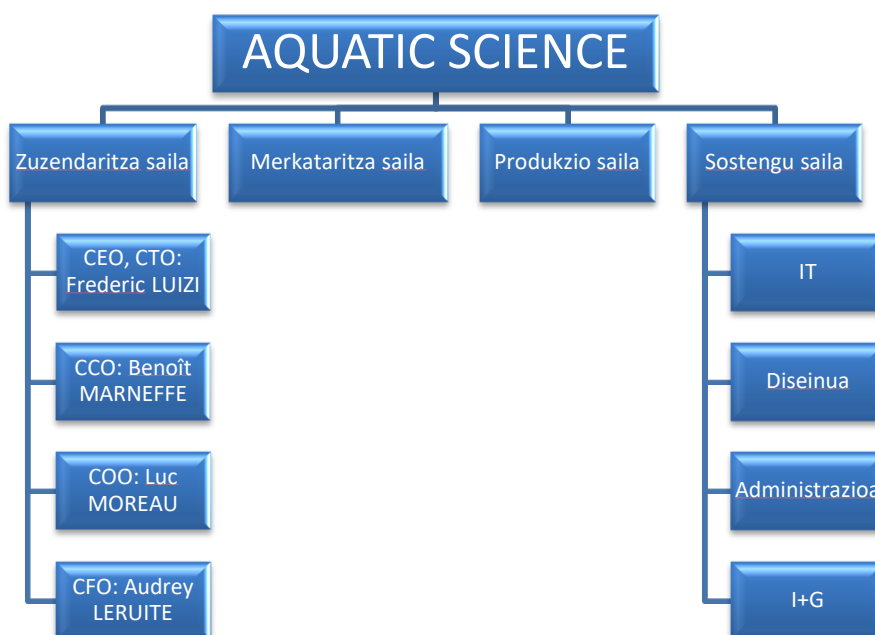 AQUATIC SCIENCE
Zuzendaritza saila
Merkataritza saila
Produkzio saila
Sostengu saila
CEO, CTO:
Frederic LUIZI
CCO: Benoît
MARNEFFE
COO: Luc
MOREAU
CFO: Audrey
LERUITE
IT
Diseinua
Administrazioa
I+G